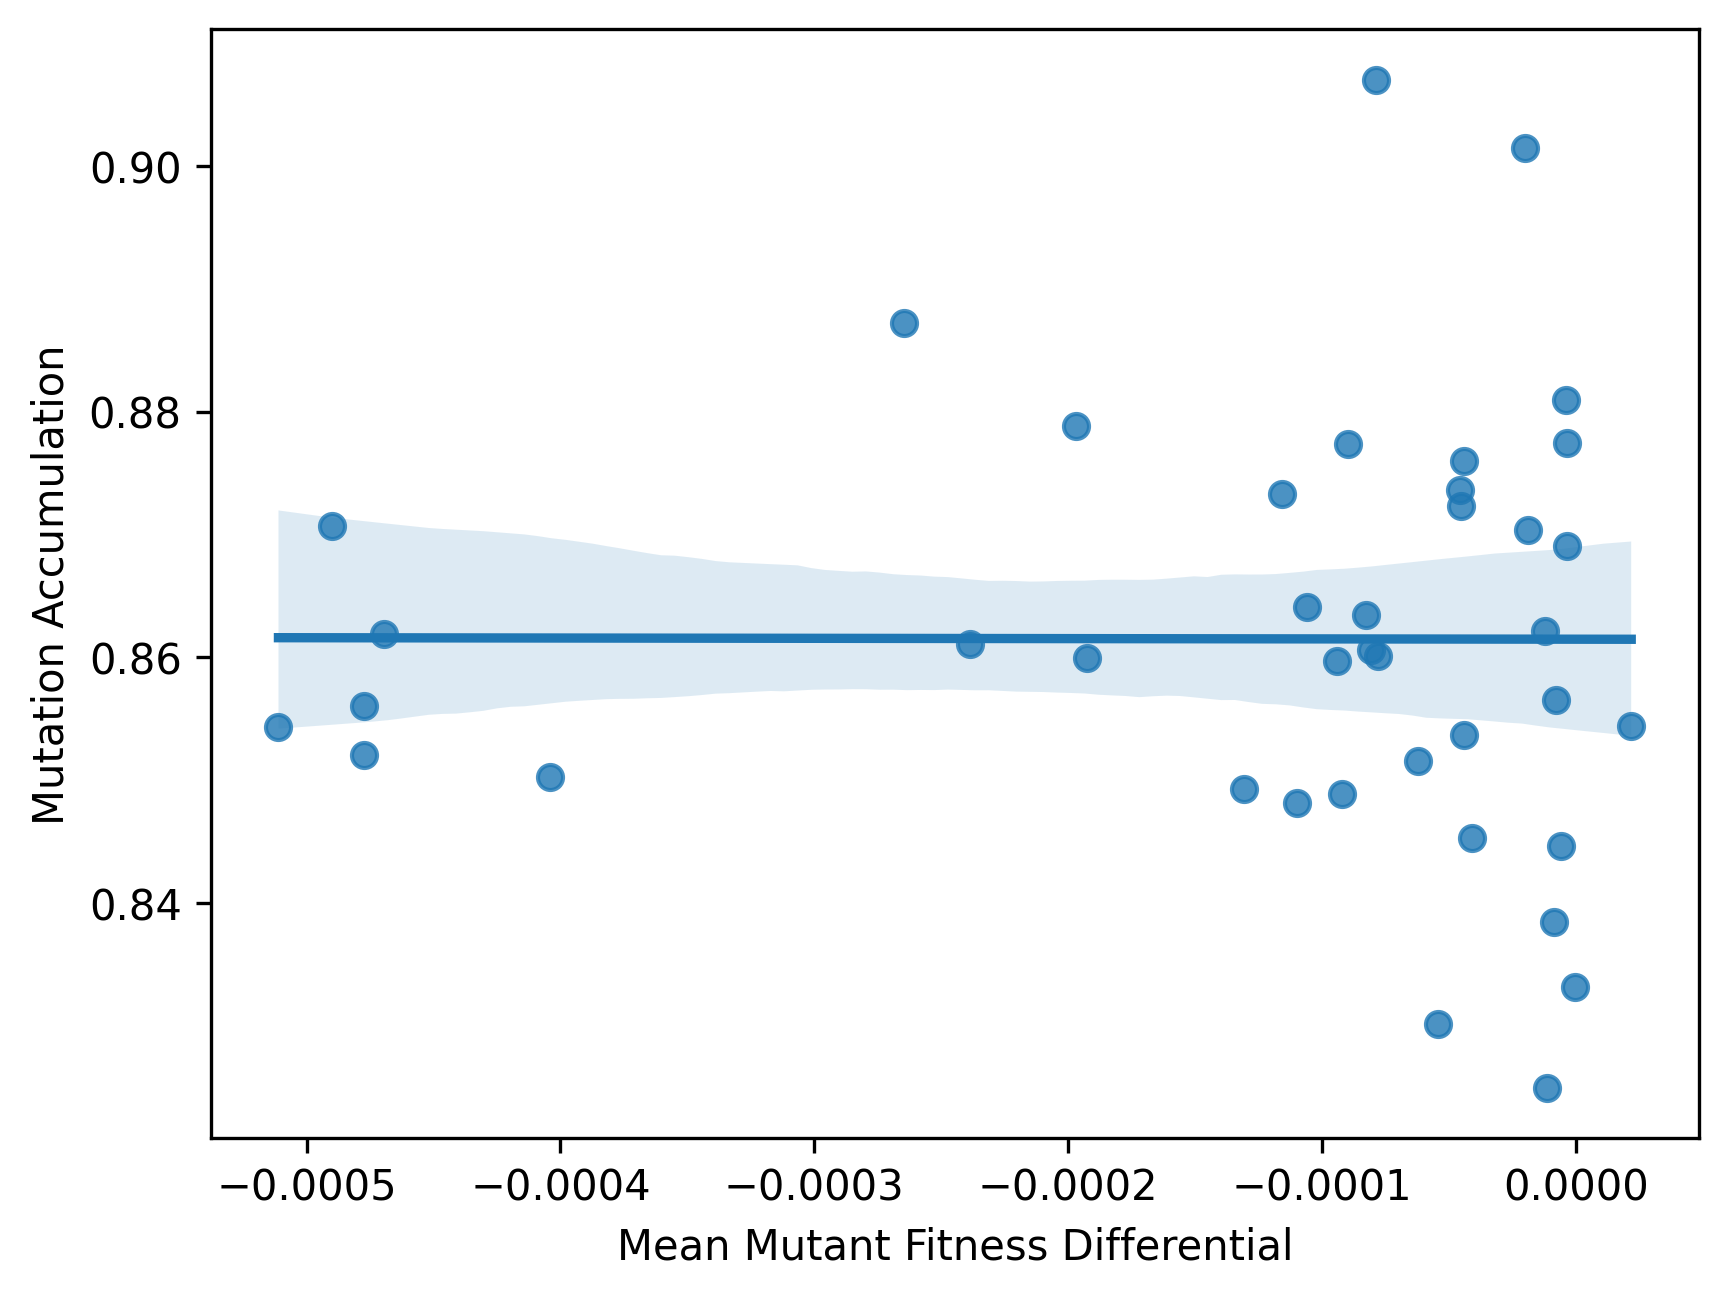 0.90
0.88
0.86
0.84
Mutation Accumulation
−0.0005 −0.0004 −0.0003 −0.0002 −0.0001 0.0000
Mean Mutant Fitness Differential